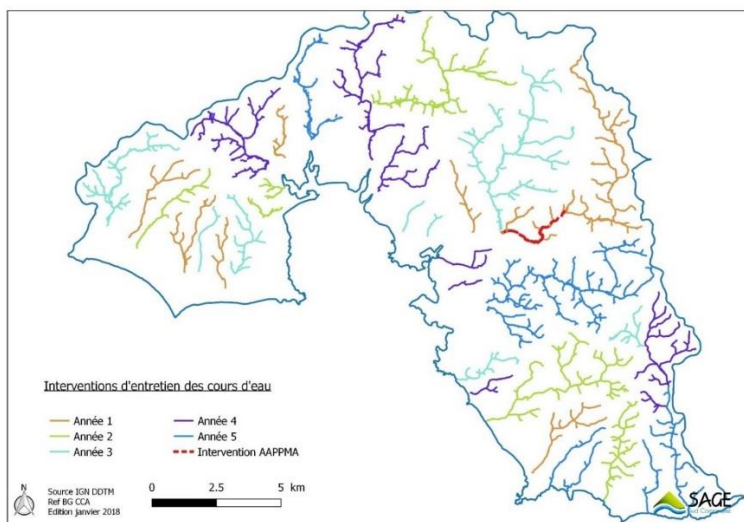 Interventions d'entretien des cours d'eau
Année 1
Année 2
Année 3
Année 4
Année 5
Intervention AAPPMA
N
Source IGN DDTM
Ref BG CCA
Edition janvier 2018
0 2.5 5 km
SAGE